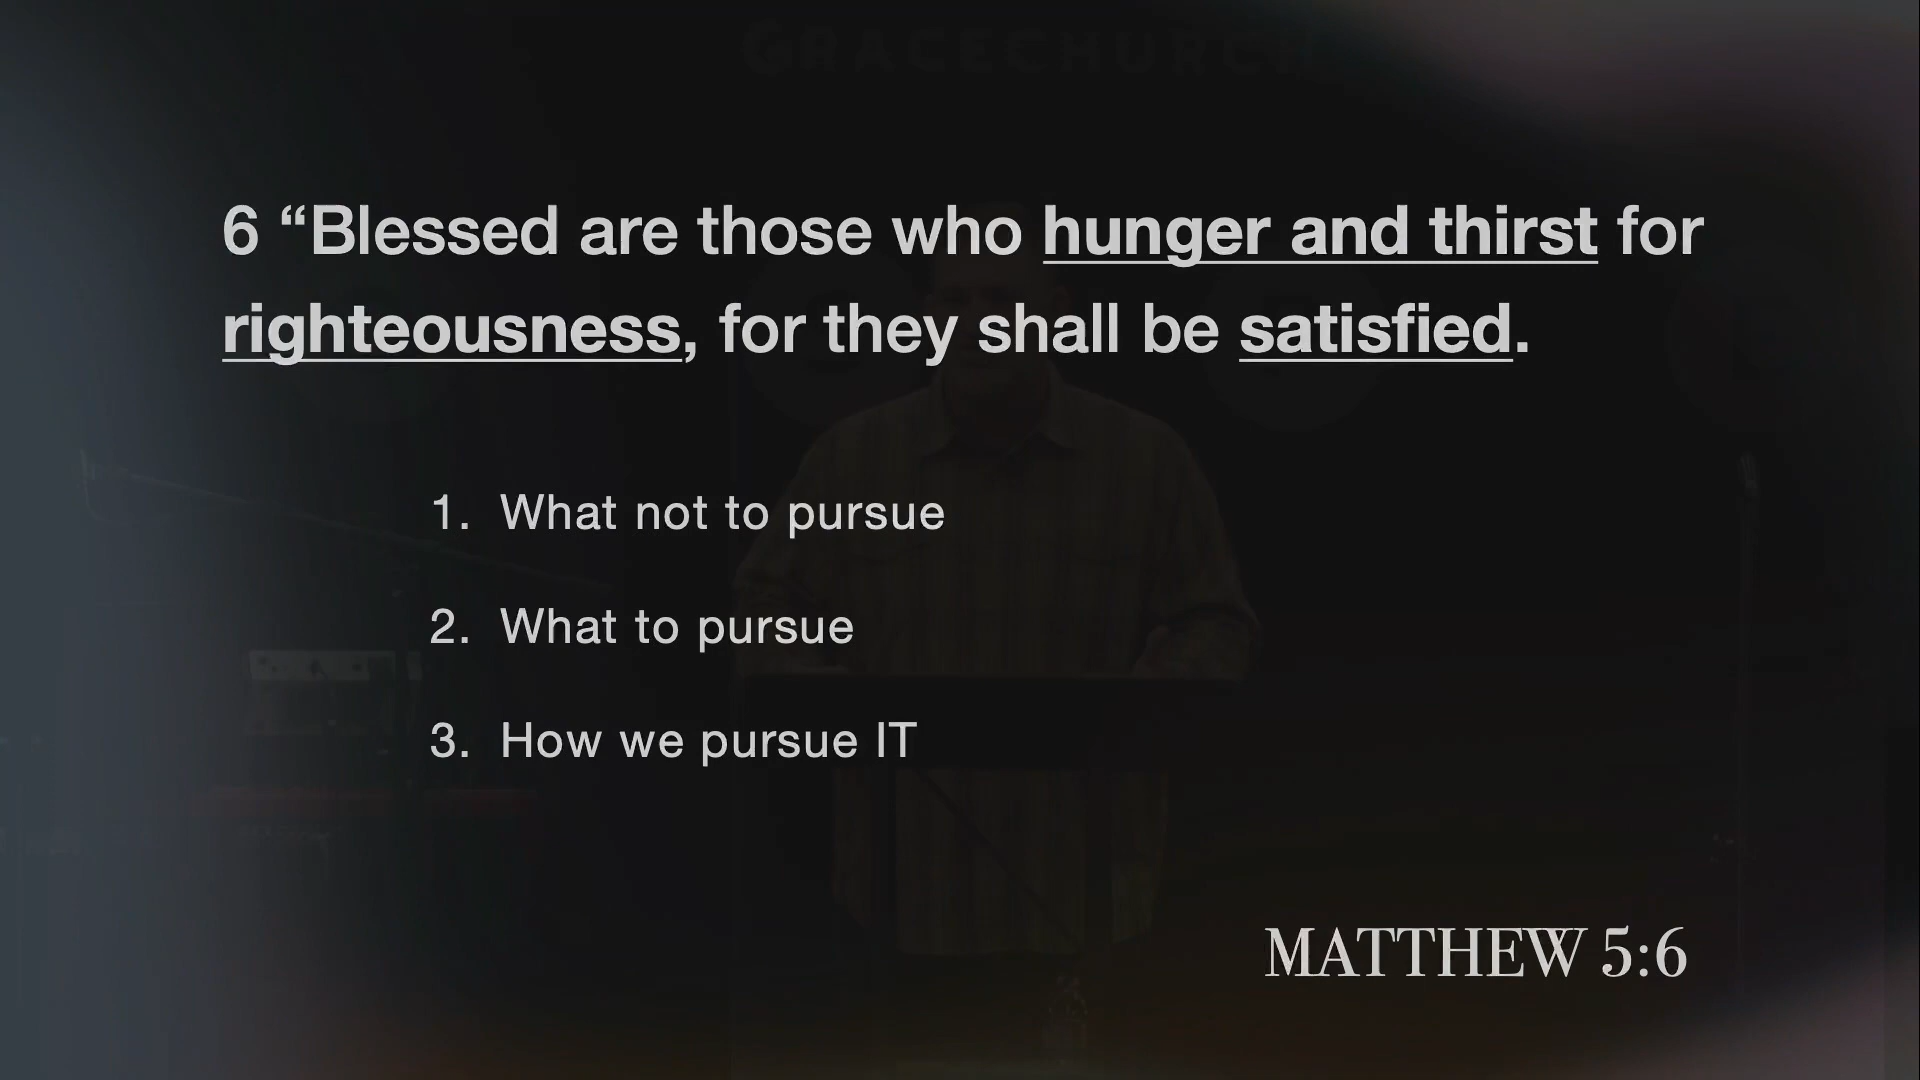 GRACECHURCH
6 “Blessed are those who hunger and thirst for
righteousness, for they shall be satisfied.
1. What not to pursue
2. What to pursue
3. How we pursue IT
MATTHEW 5:6